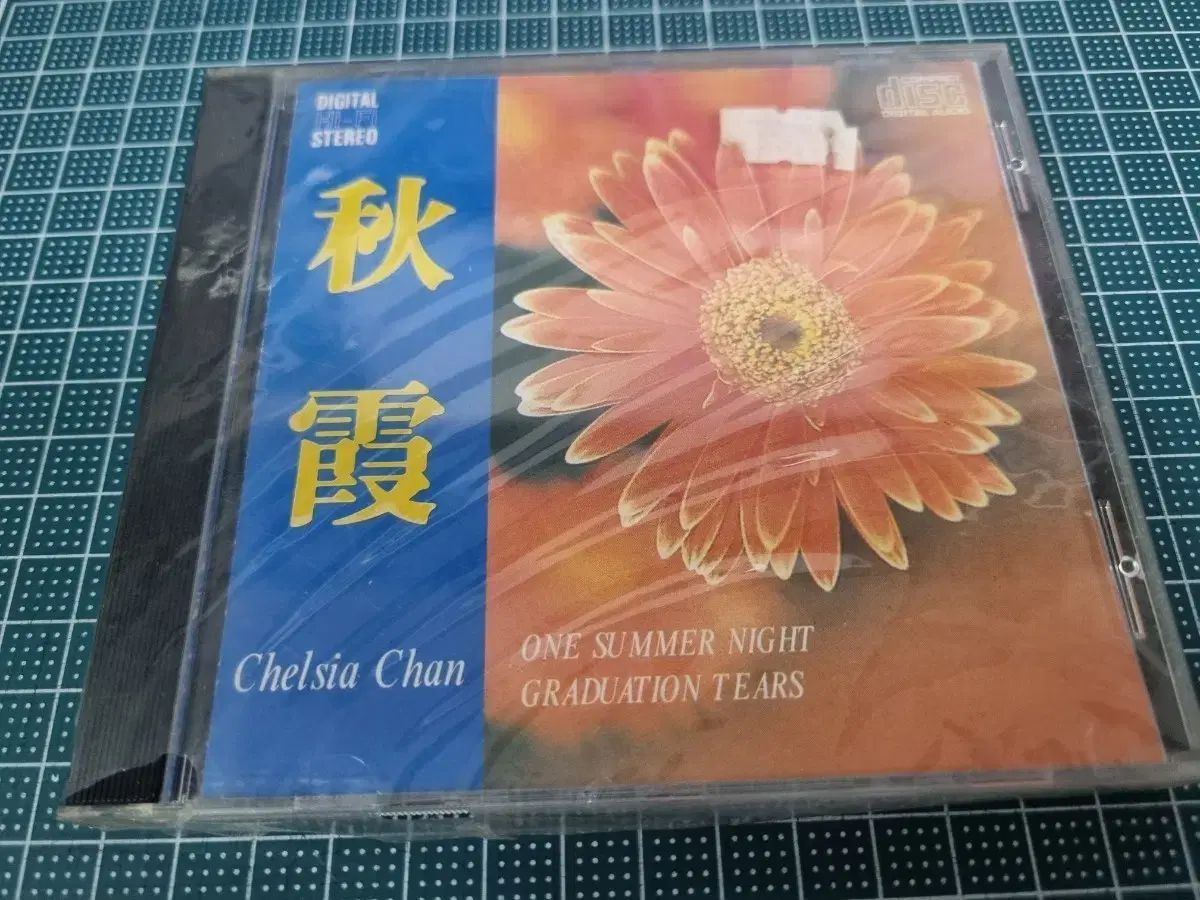 DIGITAL
Hi-Fi
STEREO
秋
霞
Chelsia Chan
disc
DIGITAL AUDIO
ONE SUMMER NIGHT
GRADUATION TEARS